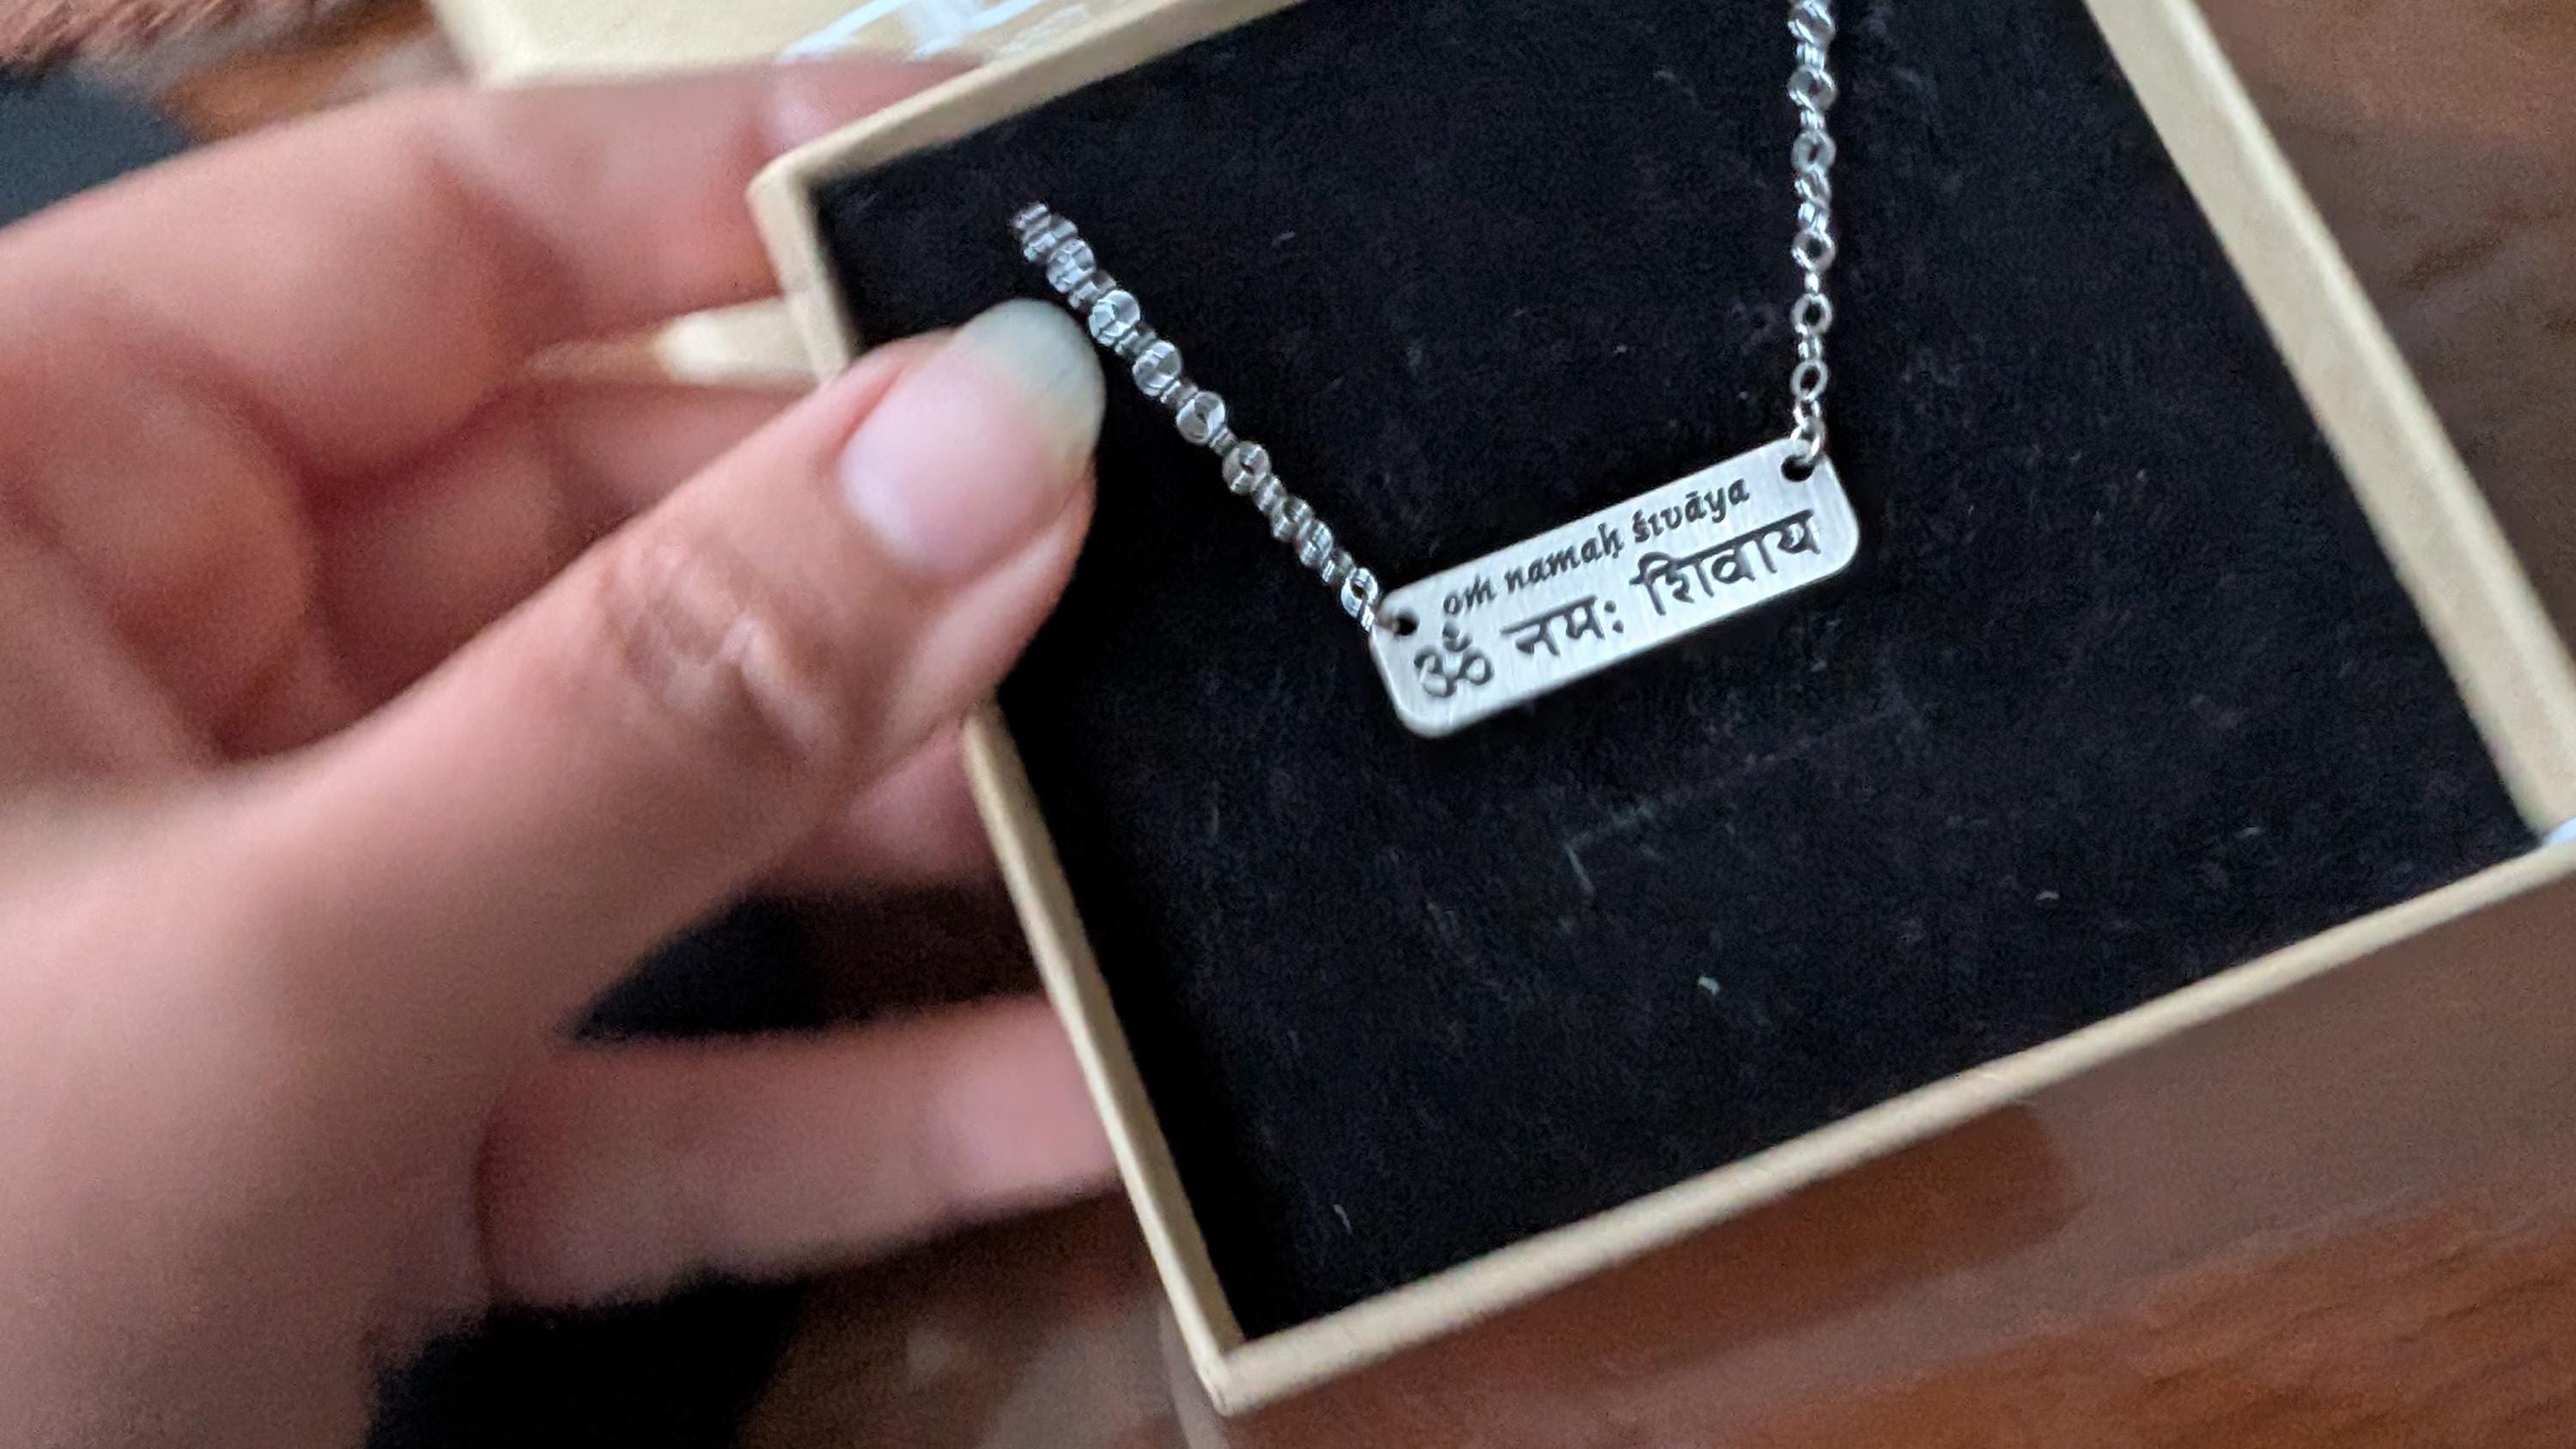 oṁ namaḥ śivāya
ॐ नमः शिवाय